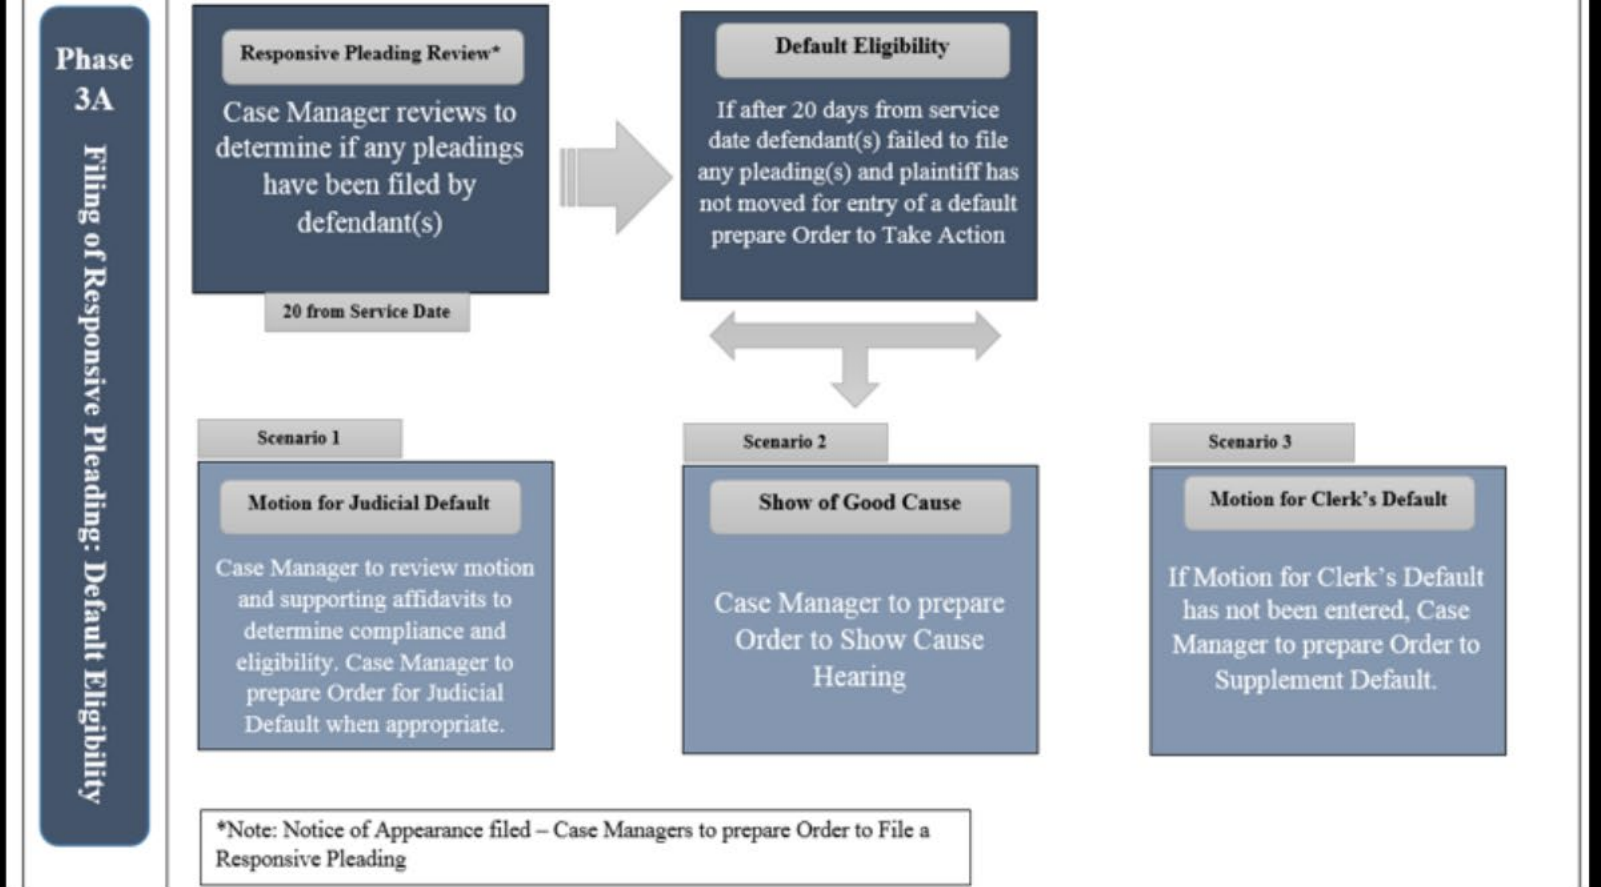 Phase
3A
Filing of Responsive Pleading: Default Eligibility
Responsive Pleading Review*
Case Manager reviews to
determine if any pleadings
have been filed by
defendant(s)
20 from Service Date
Default Eligibility
If after 20 days from service
date defendant(s) failed to file
any pleading(s) and plaintiff has
not moved for entry of a default
prepare Order to Take Action
Scenario 1
Motion for Judicial Default
Case Manager to review motion
and supporting affidavits to
determine compliance and
eligibility. Case Manager to
prepare Order for Judicial
Default when appropriate.
Scenario 2
Show of Good Cause
Case Manager to prepare
Order to Show Cause
Hearing
Scenario 3
Motion for Clerk's Default
If Motion for Clerk's Default
has not been entered, Case
Manager to prepare Order to
Supplement Default.
*Note: Notice of Appearance filed – Case Managers to prepare Order to File a
Responsive Pleading